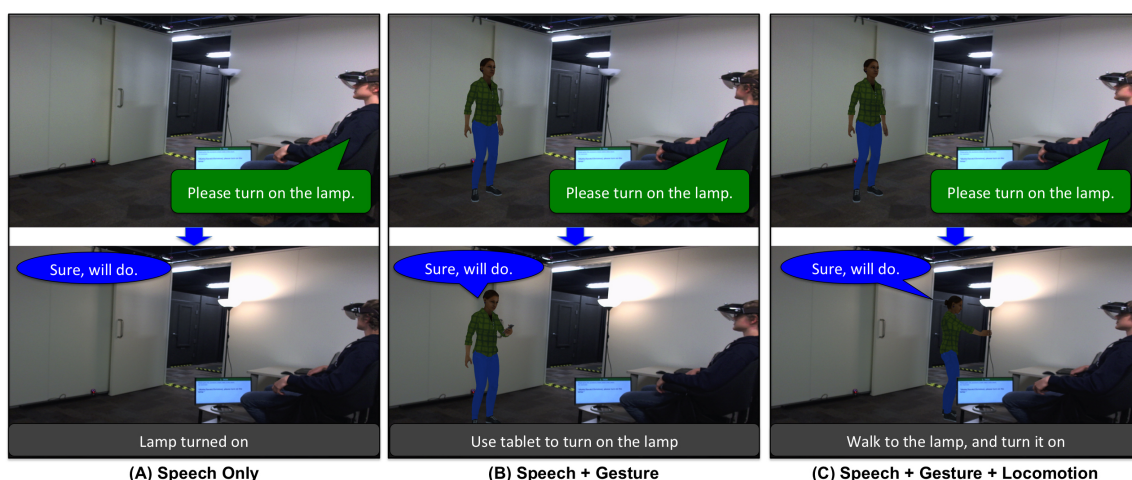 Please turn on the lamp.
Please turn on the lamp.
Please turn on the lamp.
Sure, will do.
Sure, will do.
Sure, will do.
Lamp turned on
Use tablet to turn on the lamp
Walk to the lamp, and turn it on
(A) Speech Only
(B) Speech + Gesture
(C) Speech + Gesture + Locomotion